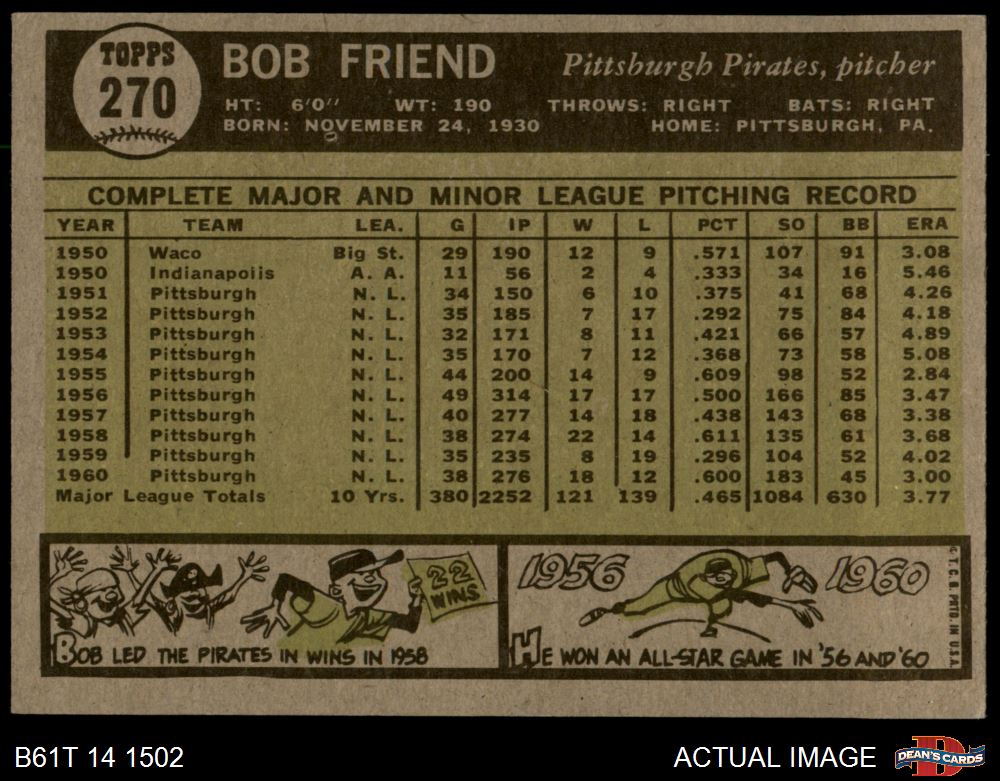 TOPPS
270
BOB FRIEND Pittsburgh Pirates, pitcher
HT: 6'0" WT: 190 THROWS: RIGHT BATS: RIGHT
BORN: NOVEMBER 24, 1930 HOME: PITTSBURGH, PA.
COMPLETE MAJOR AND MINOR LEAGUE PITCHING RECORD
YEAR TEAM LEA. G IP W L PCT SO BB ERA
1950 Waco Big St. 29 190 12 9 .571 107 91 3.08
1950 Indianapolis A. A. 11 56 2 4 .333 34 16 5.46
1951 Pittsburgh N. L. 34 150 6 10 .375 41 68 4.26
1952 Pittsburgh N. L. 35 185 7 17 .292 75 84 4.18
1953 Pittsburgh N. L. 32 171 8 11 .421 66 57 4.89
1954 Pittsburgh N. L. 35 170 7 12 .368 73 58 5.08
1955 Pittsburgh N. L. 44 200 14 9 .609 98 52 2.84
1956 Pittsburgh N. L. 49 314 17 17 .500 166 85 3.47
1957 Pittsburgh N. L. 40 277 14 18 .438 143 68 3.38
1958 Pittsburgh N. L. 38 274 22 14 .611 135 61 3.68
1959 Pittsburgh N. L. 35 235 8 19 .296 104 52 4.02
1960 Pittsburgh N. L. 38 276 18 12 .600 183 45 3.00
Major League Totals 10 Yrs. 380 2252 121 139 .465 1084 630 3.77
22
WINS
BOB LED THE PIRATES IN WINS IN 1958
1956 1960
HE WON AN ALL-STAR GAME IN '56 AND '60
© T. C. G. PRTD. IN U.S.A.
B61T 14 1502
ACTUAL IMAGE
D
DEAN'S CARDS